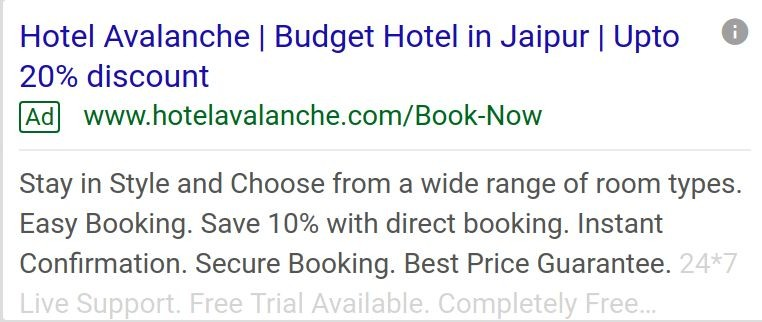 Hotel Avalanche | Budget Hotel in Jaipur | Upto
20% discount
Ad www.hotelavalanche.com/Book-Now
Stay in Style and Choose from a wide range of room types.
Easy Booking. Save 10% with direct booking. Instant
Confirmation. Secure Booking. Best Price Guarantee. 24*7
Live Support. Free Trial Available. Completely Free...